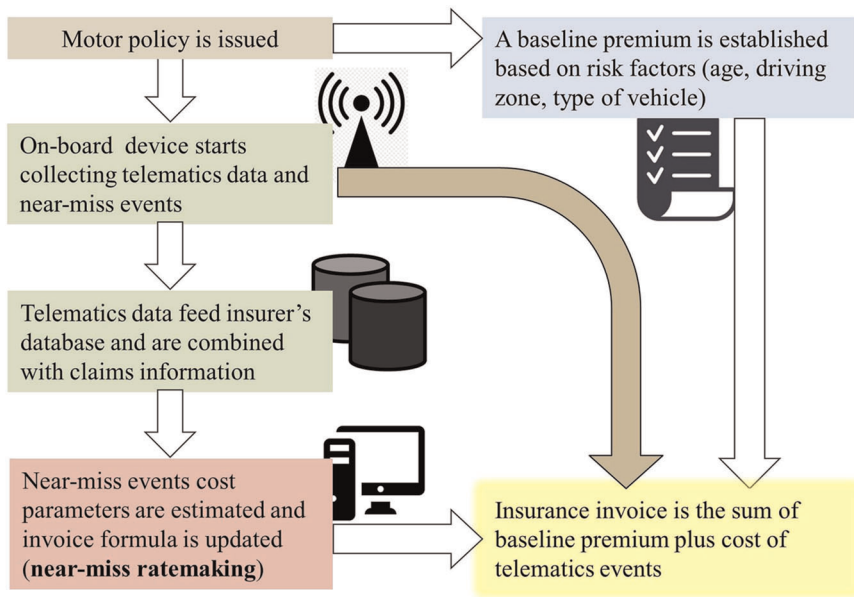 Motor policy is issued
A baseline premium is established
based on risk factors (age, driving
zone, type of vehicle)
On-board device starts
collecting telematics data and
near-miss events
Telematics data feed insurer's
database and are combined
with claims information
Near-miss events cost
parameters are estimated and
invoice formula is updated
(near-miss ratemaking)
Insurance invoice is the sum of
baseline premium plus cost of
telematics events